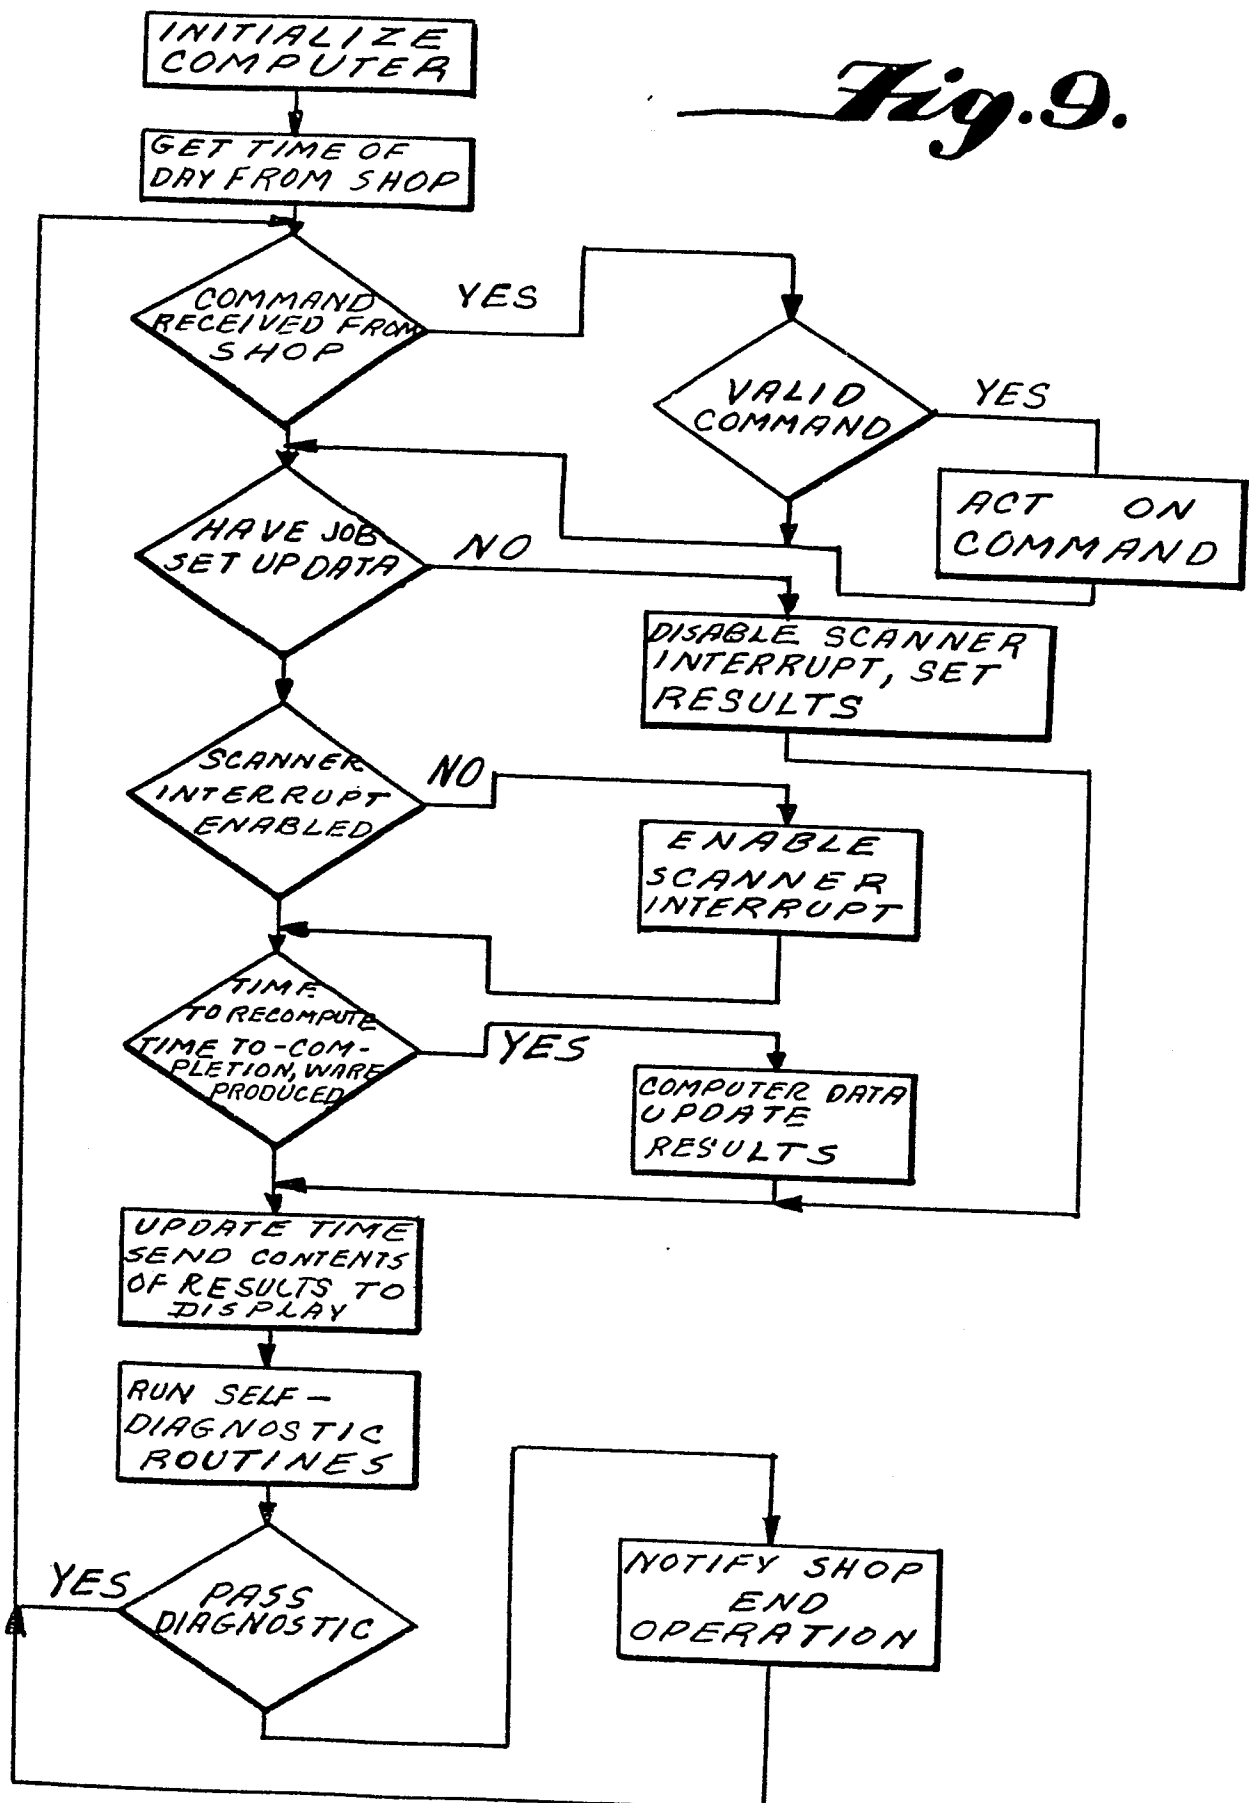 INITIALIZE
COMPUTER
Fig. 9.
GET TIME OF
DAY FROM SHOP
COMMAND
RECEIVED FROM
SHOP
YES
VALID
COMMAND
YES
ACT ON
COMMAND
HAVE JOB
SET UP DATA
NO
DISABLE SCANNER
INTERRUPT, SET
RESULTS
SCANNER
INTERRUPT
ENABLED
NO
ENABLE
SCANNER
INTERRUPT
TIME
TO RECOMPUTE
TIME TO-COM-
PLETION, WARE
PRODUCED
YES
COMPUTER DATA
UPDATE
RESULTS
UPDATE TIME
SEND CONTENTS
OF RESULTS TO
DISPLAY
RUN SELF-
DIAGNOSTIC
ROUTINES
YES
PASS
DIAGNOSTIC
NOTIFY SHOP
END
OPERATION